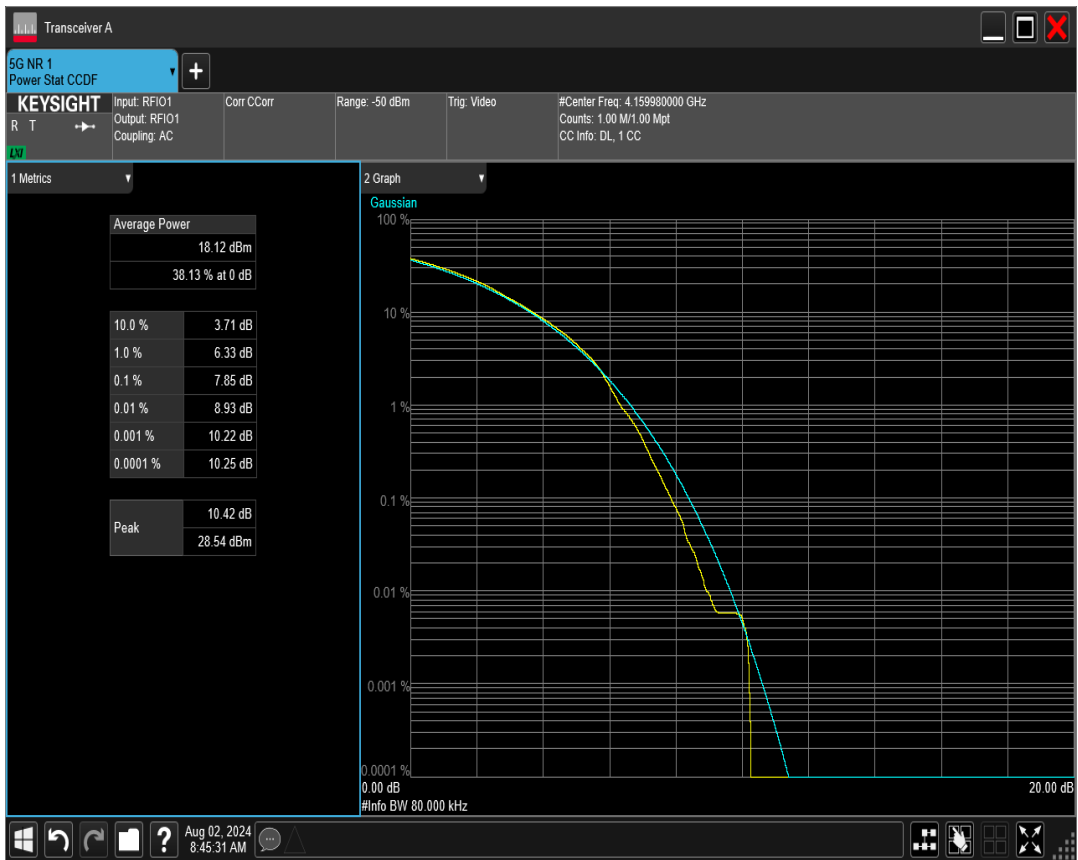 Transceiver A
5G NR 1
Power Stat CCDF
KEYSIGHT
R T
LXI
Input: RFIO1
Output: RFIO1
Coupling: AC
Corr CCorr
Range: -50 dBm
Trig: Video
#Center Freq: 4.159980000 GHz
Counts: 1.00 M/1.00 Mpt
CC Info: DL, 1 CC
1 Metrics
Average Power
18.12 dBm
38.13 % at 0 dB
10.0 % 3.71 dB
1.0 % 6.33 dB
0.1 % 7.85 dB
0.01 % 8.93 dB
0.001 % 10.22 dB
0.0001 % 10.25 dB
Peak
10.42 dB
28.54 dBm
2 Graph
Gaussian
100 %
10 %
1 %
0.1 %
0.01 %
0.001 %
0.0001 %
0.00 dB 20.00 dB
#Info BW 80.000 kHz
?
Aug 02, 2024
8:45:31 AM